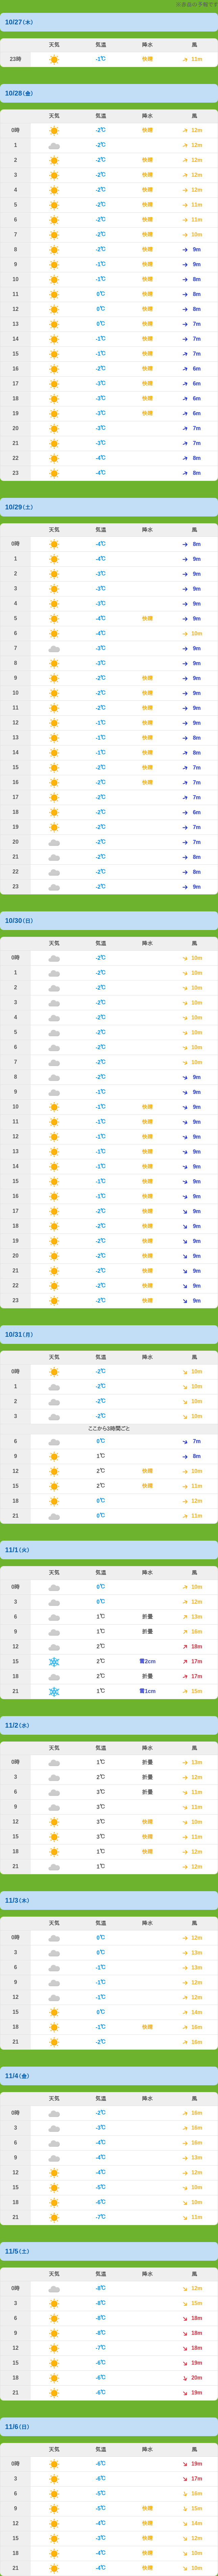 10/27(木)
天気 気温 降水 風
23時 -1℃ 快晴 11m
10/28(金)
天気 気温 降水 風
0時 -2℃ 快晴 12m
1 -2℃ 12m
2 -2℃ 快晴 12m
3 -2℃ 快晴 12m
4 -2℃ 快晴 12m
5 -2℃ 快晴 11m
6 -2℃ 快晴 11m
7 -2℃ 快晴 10m
8 -2℃ 快晴 9m
9 -1℃ 快晴 9m
10 -1℃ 快晴 8m
11 0℃ 快晴 8m
12 0℃ 快晴 8m
13 0℃ 快晴 7m
14 -1℃ 快晴 7m
15 -1℃ 快晴 7m
16 -2℃ 快晴 6m
17 -3℃ 快晴 6m
18 -3℃ 快晴 6m
19 -3℃ 快晴 6m
20 -3℃ 7m
21 -3℃ 7m
22 -4℃ 8m
23 -4℃ 8m
10/29(土)
天気 気温 降水 風
0時 -4℃ 8m
1 -4℃ 9m
2 -3℃ 9m
3 -3℃ 9m
4 -3℃ 9m
5 -4℃ 快晴 9m
6 -4℃ 10m
7 -3℃ 9m
8 -3℃ 9m
9 -2℃ 快晴 9m
10 -2℃ 快晴 9m
11 -2℃ 快晴 9m
12 -1℃ 快晴 9m
13 -1℃ 快晴 8m
14 -1℃ 快晴 8m
15 -2℃ 快晴 7m
16 -2℃ 快晴 7m
17 -2℃ 7m
18 -2℃ 6m
19 -2℃ 7m
20 -2℃ 7m
21 -2℃ 8m
22 -2℃ 8m
23 -2℃ 9m
10/30(日)
天気 気温 降水 風
0時 -2℃ 10m
1 -2℃ 10m
2 -2℃ 10m
3 -2℃ 10m
4 -2℃ 10m
5 -2℃ 10m
6 -2℃ 10m
7 -2℃ 10m
8 -2℃ 9m
9 -1℃ 9m
10 -1℃ 快晴 9m
11 -1℃ 快晴 9m
12 -1℃ 快晴 9m
13 -1℃ 快晴 9m
14 -1℃ 快晴 9m
15 -1℃ 快晴 9m
16 -1℃ 快晴 9m
17 -2℃ 快晴 9m
18 -2℃ 快晴 9m
19 -2℃ 快晴 9m
20 -2℃ 快晴 9m
21 -2℃ 快晴 9m
22 -2℃ 快晴 9m
23 -2℃ 快晴 9m
10/31(月)
天気 気温 降水 風
0時 -2℃ 10m
1 -2℃ 10m
2 -2℃ 10m
3 -2℃ 10m
ここから3時間ごと
6 0℃ 7m
9 1℃ 8m
12 2℃ 快晴 10m
15 2℃ 快晴 11m
18 0℃ 12m
21 0℃ 11m
11/1(火)
天気 気温 降水 風
0時 0℃ 10m
3 0℃ 12m
6 1℃ 折畳 13m
9 1℃ 折畳 16m
12 2℃ 18m
15 2℃ 雪2cm 17m
18 2℃ 折畳 17m
21 1℃ 雪1cm 15m
11/2(水)
天気 気温 降水 風
0時 1℃ 折畳 13m
3 2℃ 折畳 12m
6 3℃ 折畳 11m
9 3℃ 11m
12 3℃ 快晴 10m
15 3℃ 快晴 11m
18 1℃ 快晴 12m
21 1℃ 12m
11/3(木)
天気 気温 降水 風
0時 0℃ 12m
3 0℃ 13m
6 -1℃ 13m
9 -1℃ 12m
12 -1℃ 13m
15 0℃ 快晴 14m
18 -1℃ 快晴 16m
21 -2℃ 16m
11/4(金)
天気 気温 降水 風
0時 -2℃ 16m
3 -3℃ 16m
6 -4℃ 16m
9 -4℃ 13m
12 -4℃ 12m
15 -5℃ 10m
18 -6℃ 10m
21 -7℃ 11m
11/5(土)
天気 気温 降水 風
0時 -8℃ 12m
3 -8℃ 15m
6 -8℃ 18m
9 -8℃ 18m
12 -7℃ 18m
15 -6℃ 19m
18 -6℃ 20m
21 -6℃ 19m
11/6(日)
天気 気温 降水 風
0時 -6℃ 19m
3 -6℃ 17m
6 -5℃ 16m
9 -5℃ 快晴 15m
12 -4℃ 快晴 14m
15 -3℃ 快晴 12m
18 -4℃ 快晴 10m
21 -4℃ 快晴 10m